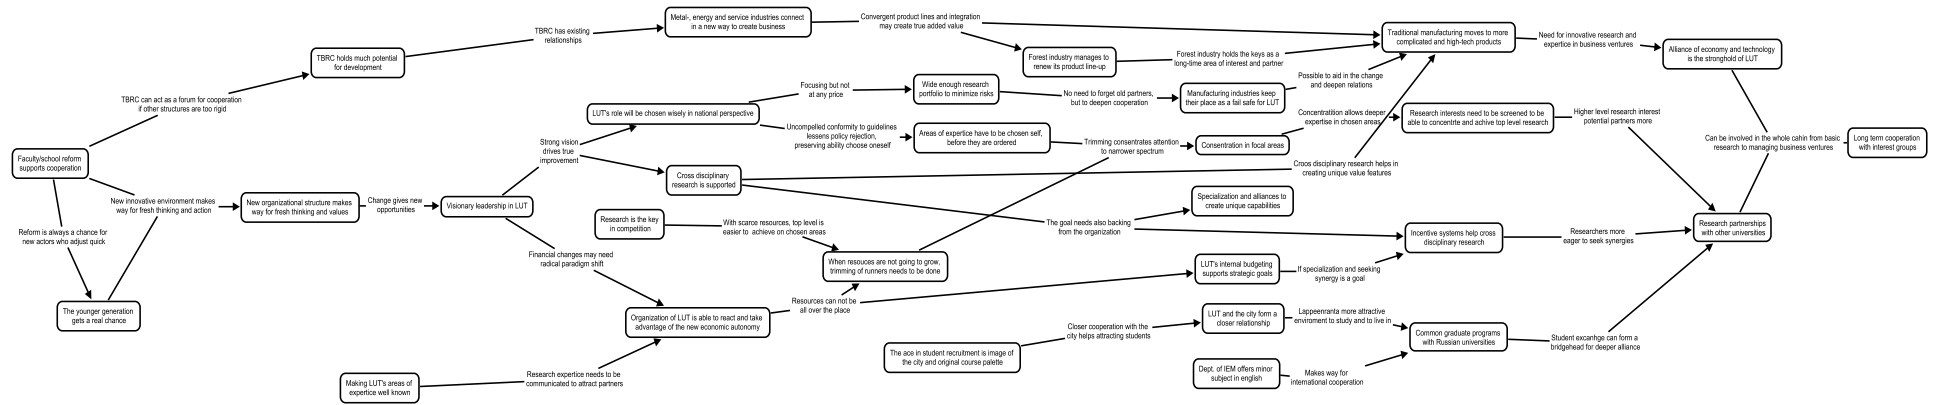 Metal-, energy and service industries connect
in a new way to create business
Convergent product lines and integration
may create true added value
TBRC has existing
relationships
Traditional manufacturing moves to more
complicated and high-tech products
Need for innovative research and
expertise in business ventures
Alliance of economy and technology
is the stronghold of LUT
TBRC holds much potential
for development
Forest industry manages to
renew its product line-up
Forest industry holds the keys as a
long-time area of interest and partner
Possible to aid in the change
and deepen relations
TBRC can act as a forum for cooperation
if other structures are too rigid
Focusing but not
at any price
Wide enough research
portfolio to minimize risks
No need to forget old partners,
but to deepen cooperation
Manufacturing industries keep
their place as a fail safe for LUT
LUT's role will be chosen wisely in national perspective
Concentratition allows deeper
expertise in chosen areas
Research interests need to be screened to be
able to concentrte and achive top level research
Higher level research interest
potential partners more
Uncompelled conformity to guidelines
lessens policy rejection,
preserving ability choose oneself
Areas of expertice have to be chosen self,
before they are ordered
Trimming consentrates attention
to narrower spectrum
Concentration in focal areas
Can be involved in the whole cahin from basic
research to managing business ventures
Long term cooperation
with interest groups
Strong vision
drives true
improvement
Faculty/school reform
supports cooperation
Cross disciplinary
research is supported
Croos disciplinary research helps in
creating unique value features
New innovative environment makes
way for fresh thinking and action
New organizational structure makes
way for fresh thinking and values
Change gives new
opportunities
Visionary leadership in LUT
Specialization and alliances to
create unique capabilities
Research is the key
in competition
With scarce resources, top level is
easier to achieve on chosen areas
The goal needs also backing
from the organization
Incentive systems help cross
disciplinary research
Researchers more
eager to seek synergies
Research partnerships
with other universities
Reform is always a chance for
new actors who adjust quick
Financial changes may need
radical paradigm shift
When resouces are not going to grow,
trimming of runners needs to be done
LUT's internal budgeting
supports strategic goals
If specialization and seeking
synergy is a goal
The younger generation
gets a real chance
Organization of LUT is able to react and take
advantage of the new economic autonomy
Resources can not be
all over the place
LUT and the city form a
closer relationship
Lappeenranta more attractive
enviroment to study and to live in
Closer cooperation with the
city helps attracting students
Common graduate programs
with Russian universities
Student excanhge can form a
bridgehead for deeper alliance
The ace in student recruitment is image of
the city and original course palette
Dept. of IEM offers minor
subject in english
Makes way for
international cooperation
Making LUT's areas of
expertice well known
Research expertice needs to be
communicated to attract partners